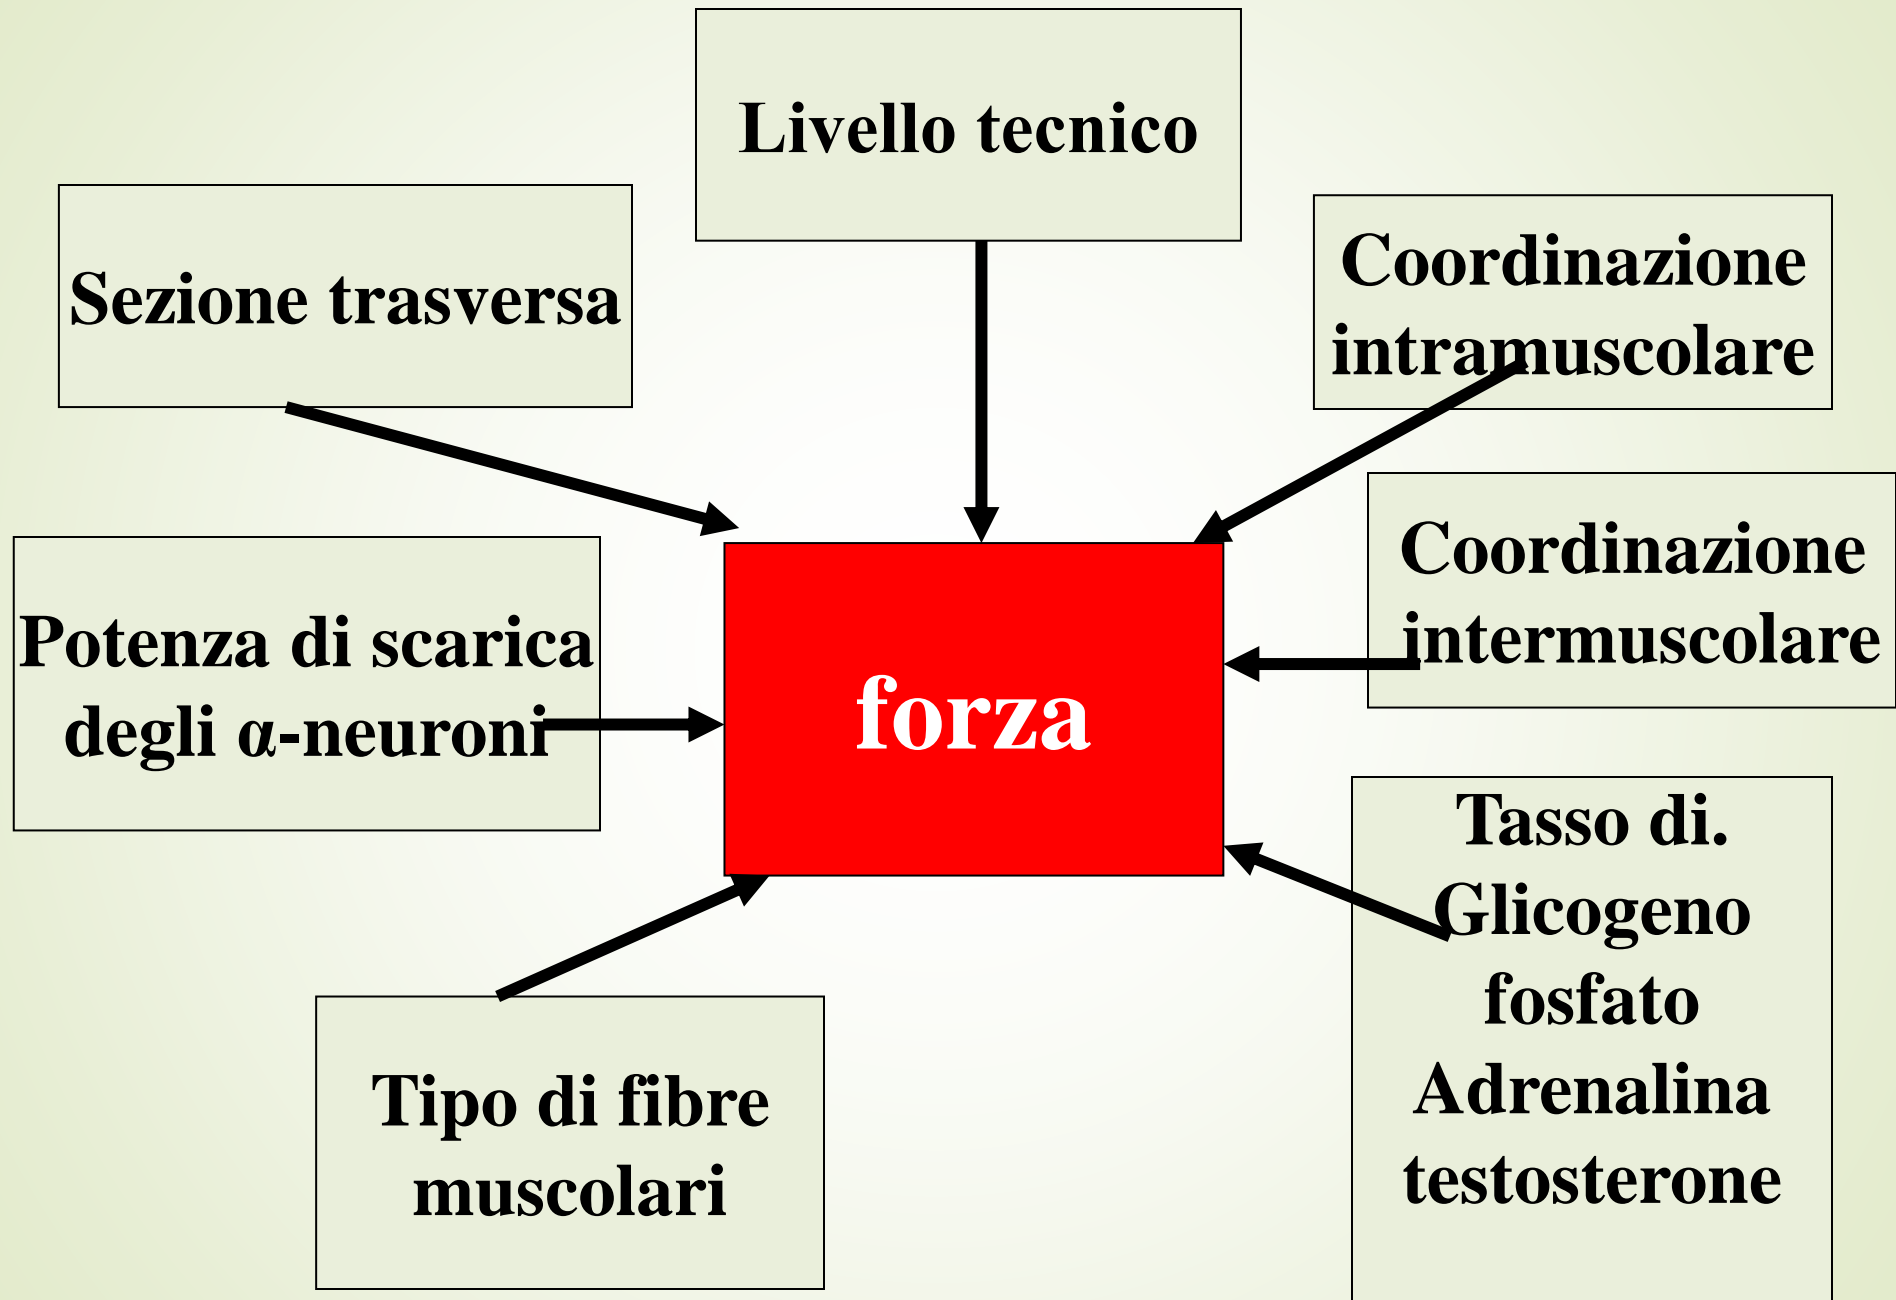 Livello tecnico
Sezione trasversa
Coordinazione
intramuscolare
Coordinazione
intermuscolare
Potenza di scarica
degli α-neuroni
forza
Tasso di.
Glicogeno
fosfato
Adrenalina
testosterone
Tipo di fibre
muscolari